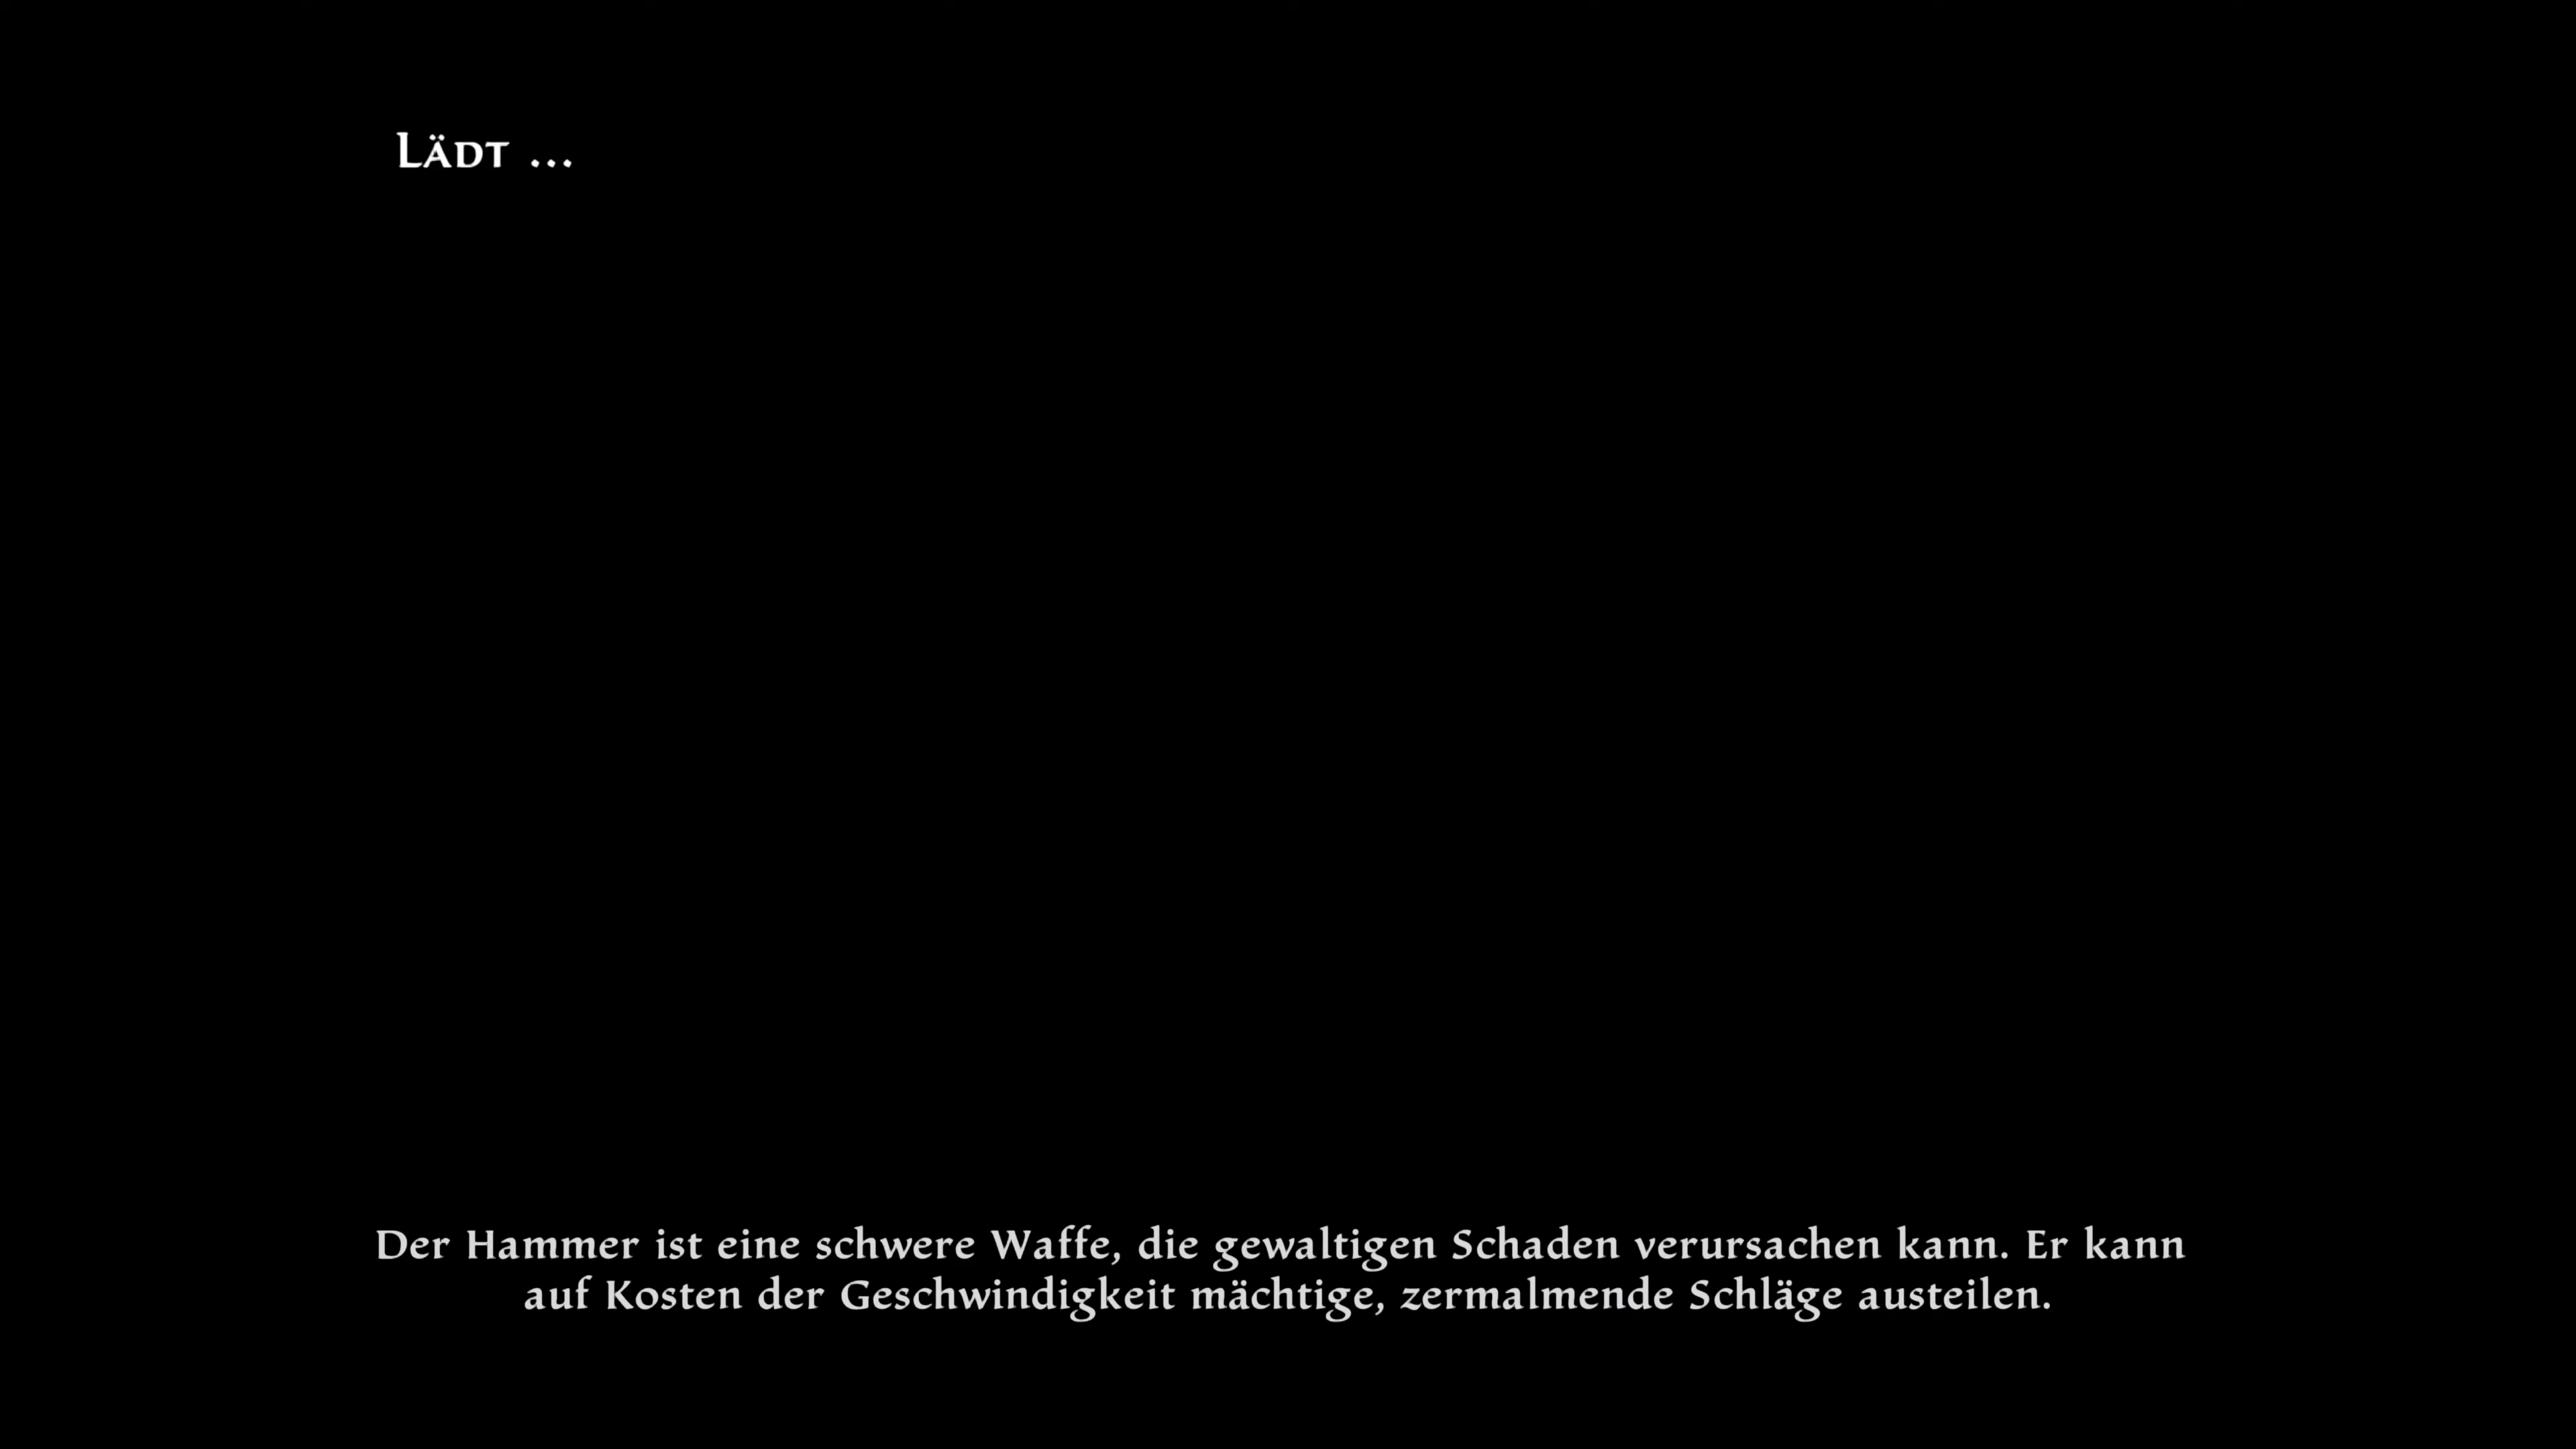 Lädt ...
Der Hammer ist eine schwere Waffe, die gewaltigen Schaden verursachen kann. Er kann
auf Kosten der Geschwindigkeit mächtige, zermalmende Schläge austeilen.